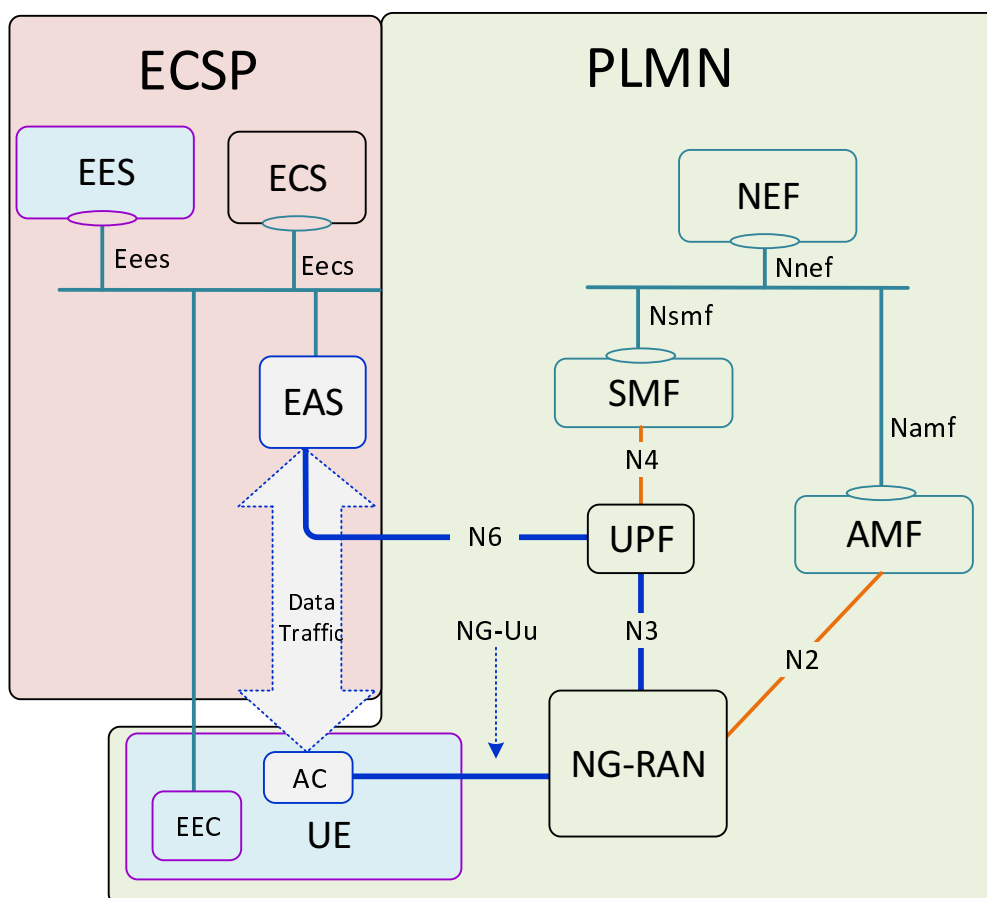 ECSP
PLMN
EES
ECS
NEF
Eees
Eecs
Nnef
Nsmf
EAS
SMF
Namf
N4
N6
UPF
AMF
Data
Traffic
NG-Uu
N3
N2
NG-RAN
AC
EEC
UE